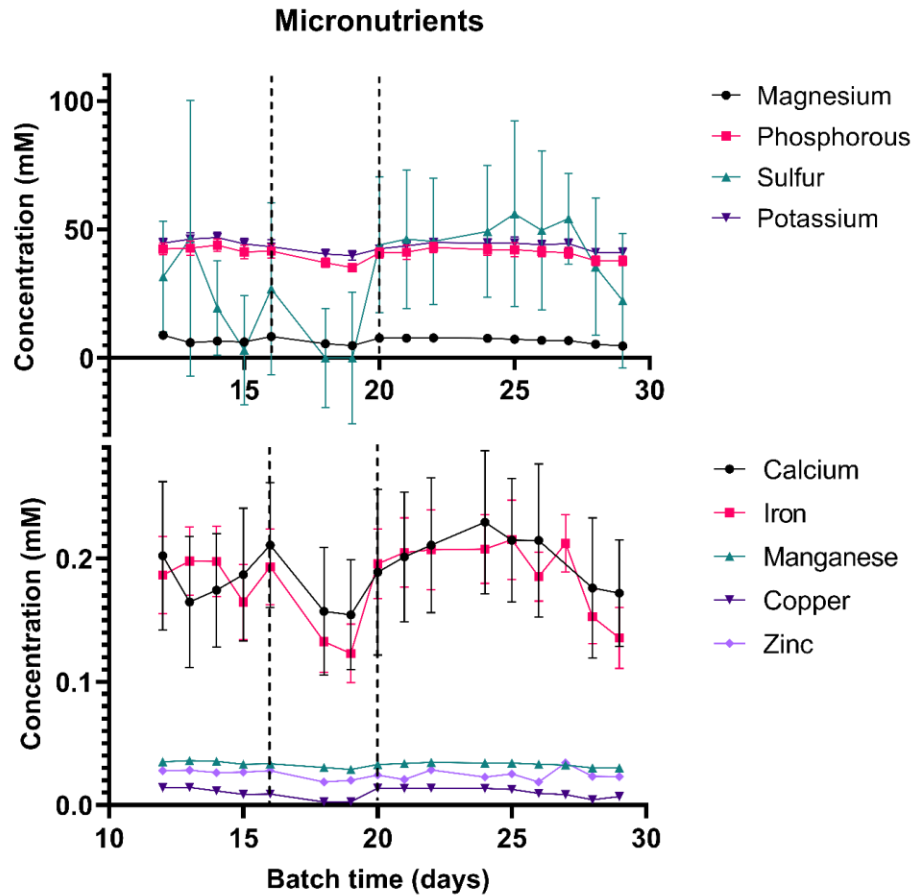 Micronutrients
Concentration (mM)
100
50
0
15
20
25
30
Magnesium
Phosphorous
Sulfur
Potassium
Concentration (mM)
0.2
0.1
0.0
10
15
20
25
30
Batch time (days)
Calcium
Iron
Manganese
Copper
Zinc